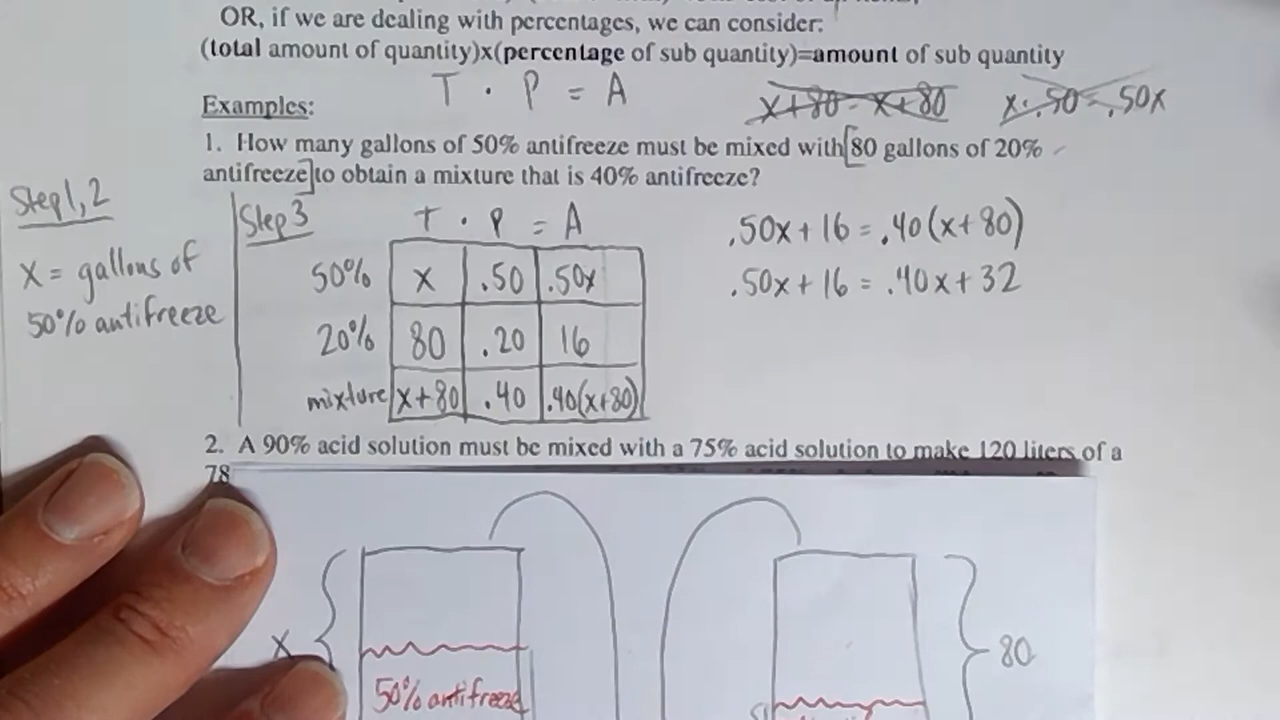 OR, if we are dealing with percentages, we can consider:
(total amount of quantity)x(percentage of sub quantity)=amount of sub quantity
T · P = A
x+80 = x+80
x · .50 = .50x
Examples:
1. How many gallons of 50% antifreeze must be mixed with [80 gallons of 20%
antifreeze] to obtain a mixture that is 40% antifreeze?
Step 1,2
x = gallons of
50% antifreeze
Step 3
T · P = A
50% x .50 .50x
20% 80 .20 16
mixture x+80 .40 .40(x+80)
.50x + 16 = .40(x+80)
.50x + 16 = .40x + 32
2. A 90% acid solution must be mixed with a 75% acid solution to make 120 liters of a
78
x
50% antifreeze
80